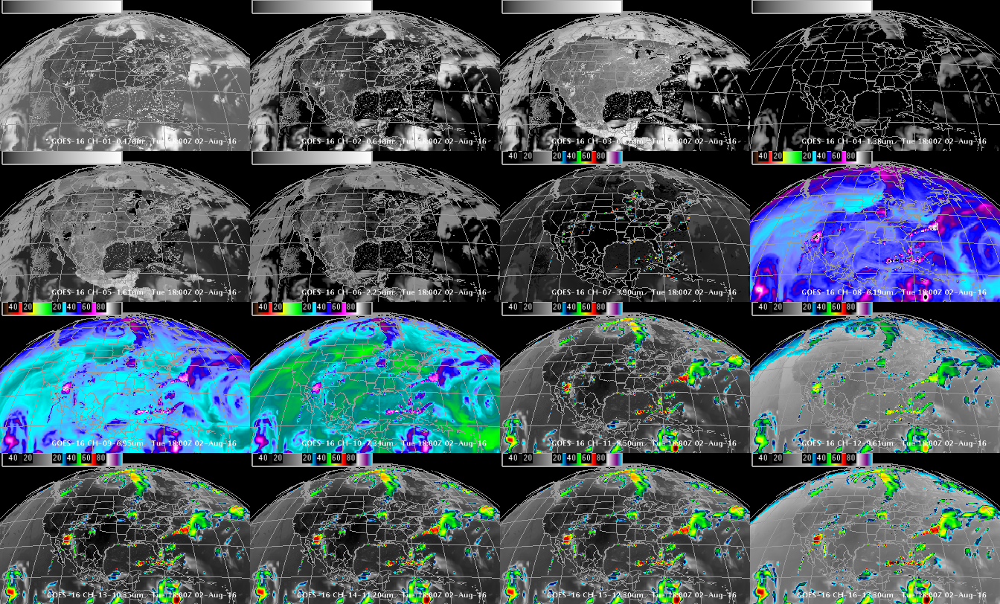 GOES-16 CH-01-0.47um Tue 18:00Z 02-Aug-16
GOES-16 CH-02-0.64um Tue 18:00Z 02-Aug-16
GOES-16 CH-03-0.87um Tue 18:00Z 02-Aug-16
GOES-16 CH-04-1.38um Tue 18:00Z 02-Aug-16
40 20 20 40 60 80
40 20 20 40 60 80
GOES-16 CH-05-1.61um Tue 18:00Z 02-Aug-16
GOES-16 CH-06-2.25um Tue 18:00Z 02-Aug-16
GOES-16 CH-07-3.90um Tue 18:00Z 02-Aug-16
GOES-16 CH-08-6.19um Tue 18:00Z 02-Aug-16
40 20 20 40 60 80
40 20 20 40 60 80
40 20 20 40 60 80
40 20 20 40 60 80
GOES-16 CH-09-6.95um Tue 18:00Z 02-Aug-16
GOES-16 CH-10-7.34um Tue 18:00Z 02-Aug-16
GOES-16 CH-11-8.50um Tue 18:00Z 02-Aug-16
GOES-16 CH-12-9.61um Tue 18:00Z 02-Aug-16
40 20 20 40 60 80
40 20 20 40 60 80
40 20 20 40 60 80
40 20 20 40 60 80
GOES-16 CH-13-10.35um Tue 18:00Z 02-Aug-16
GOES-16 CH-14-11.20um Tue 18:00Z 02-Aug-16
GOES-16 CH-15-12.30um Tue 18:00Z 02-Aug-16
GOES-16 CH-16-13.30um Tue 18:00Z 02-Aug-16